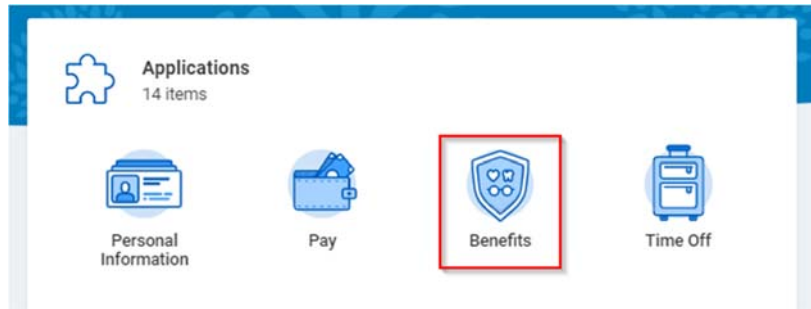 Applications
14 items
Personal
Information
Pay
Benefits
Time Off